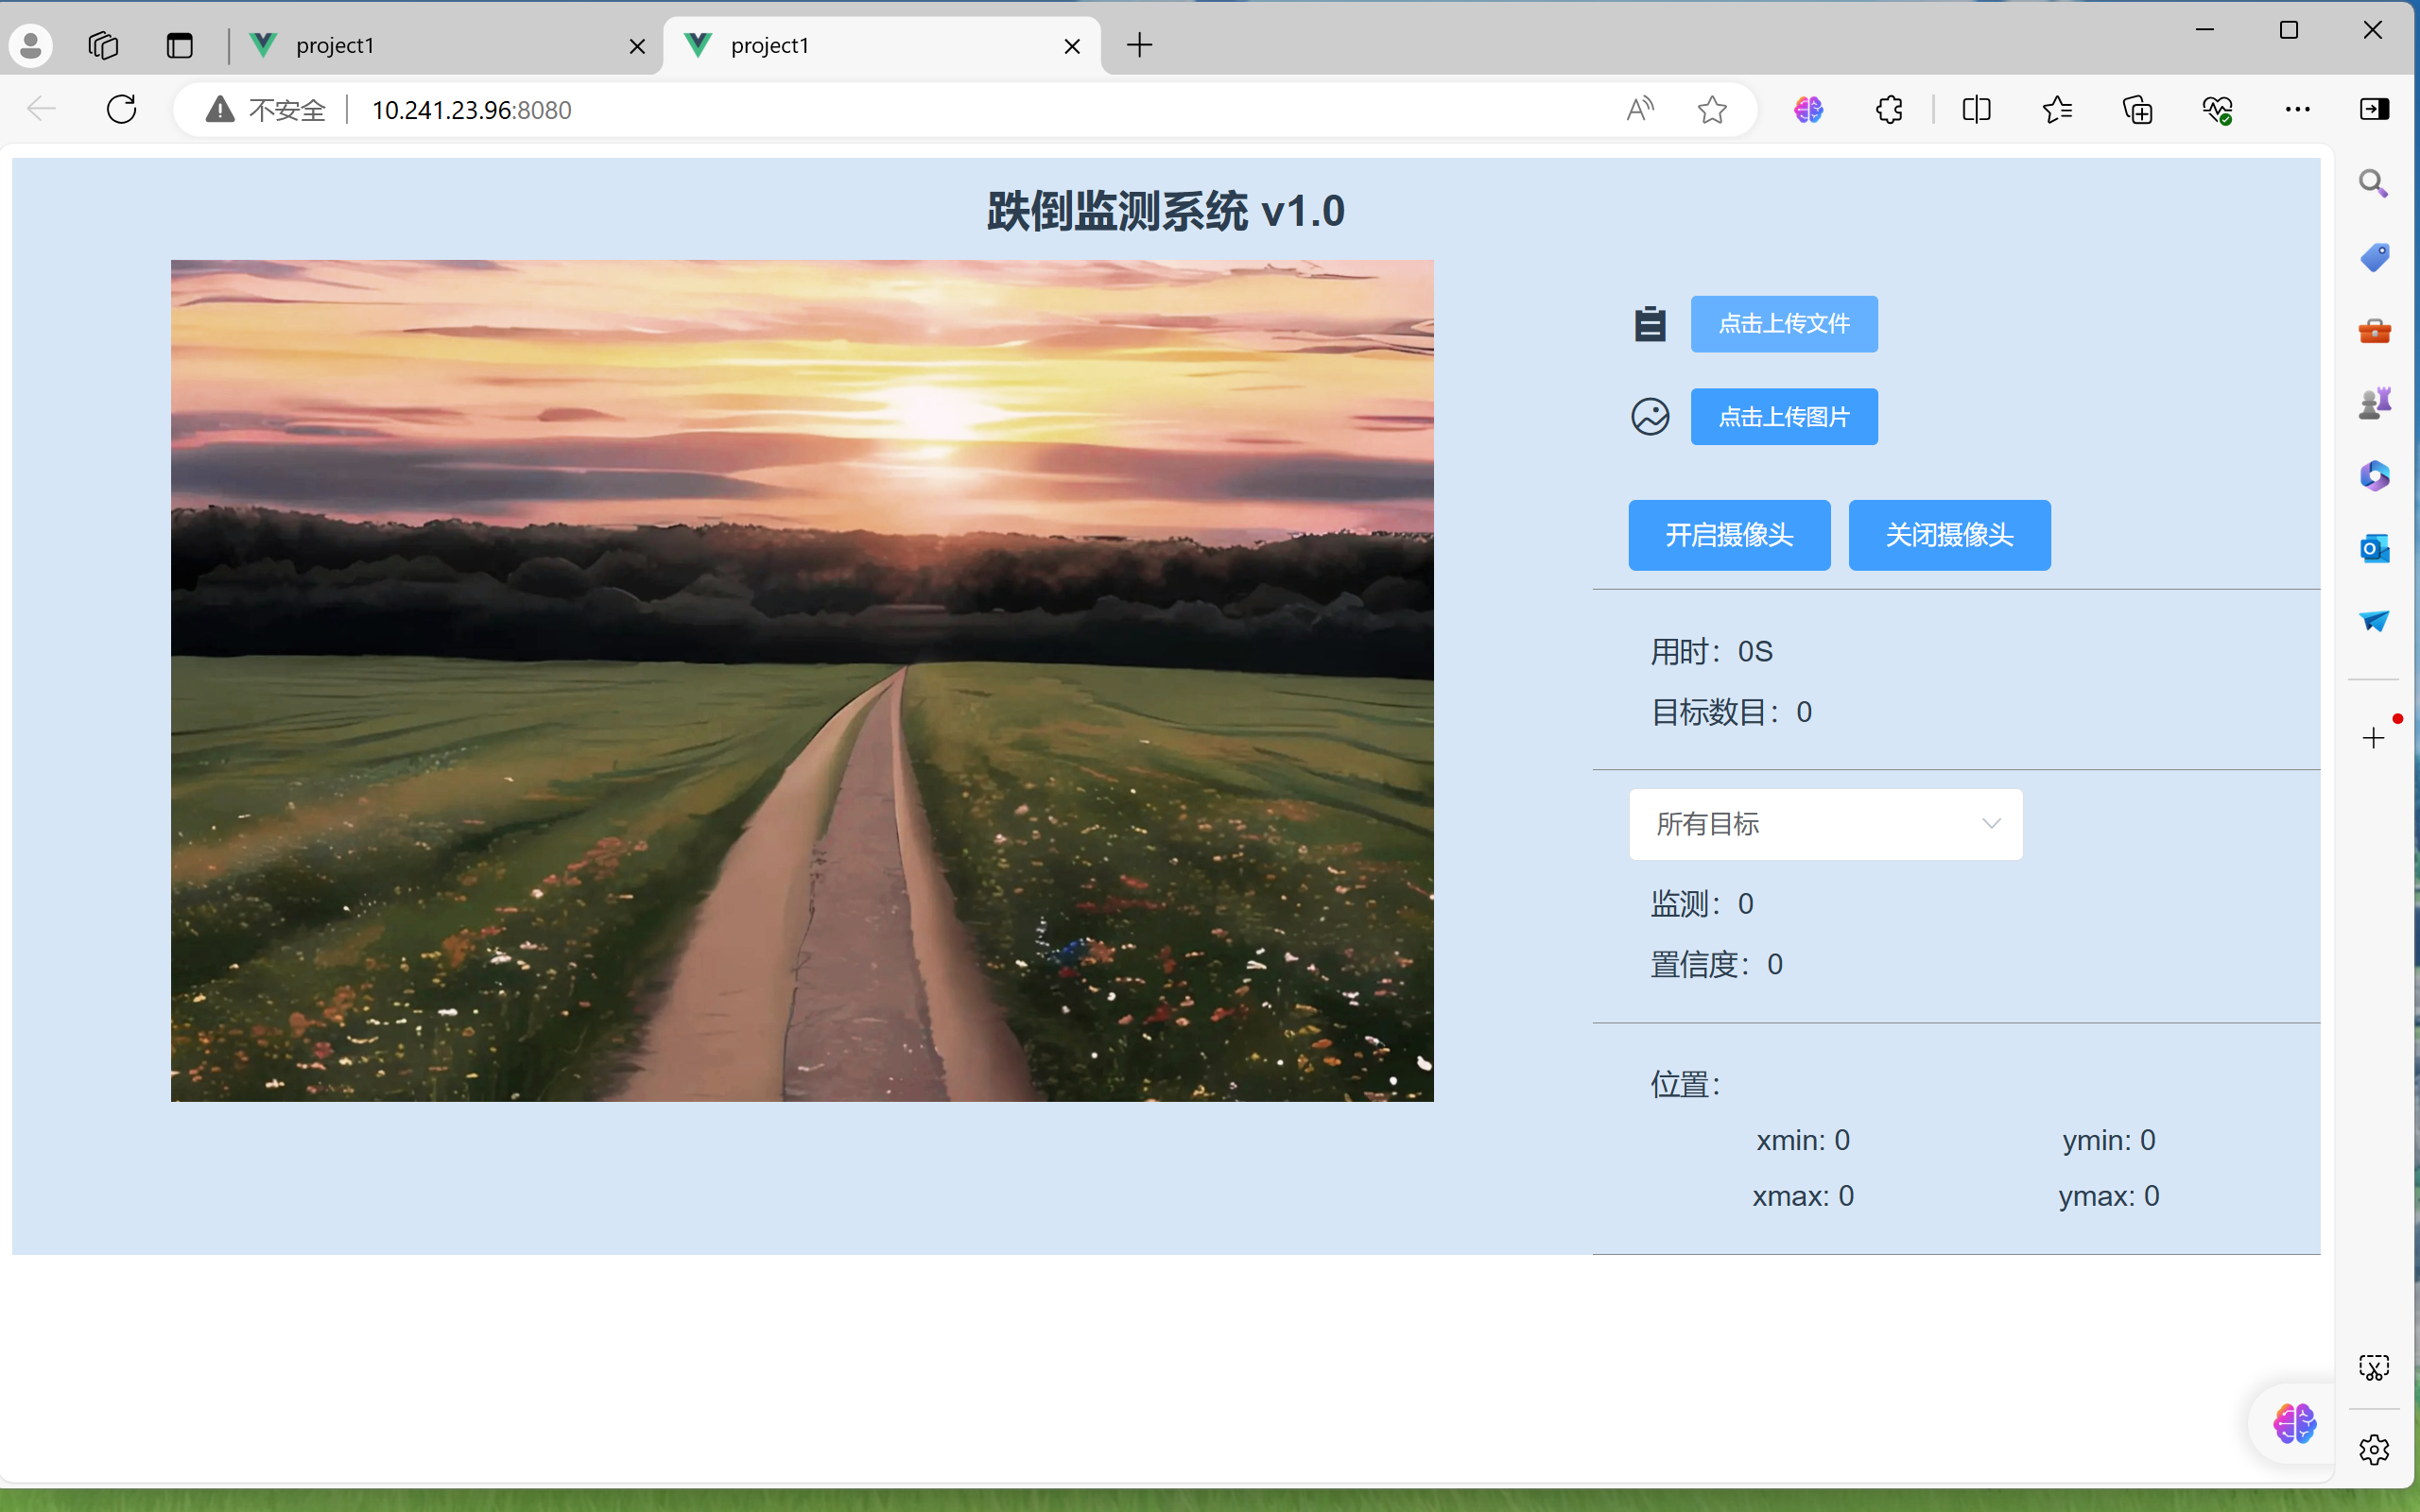 project1
project1
不安全
10.241.23.96:8080
跌倒监测系统 v1.0
点击上传文件
点击上传图片
开启摄像头 关闭摄像头
用时：0S
目标数目：0
所有目标
监测：0
置信度：0
位置：
xmin: 0 ymin: 0
xmax: 0 ymax: 0